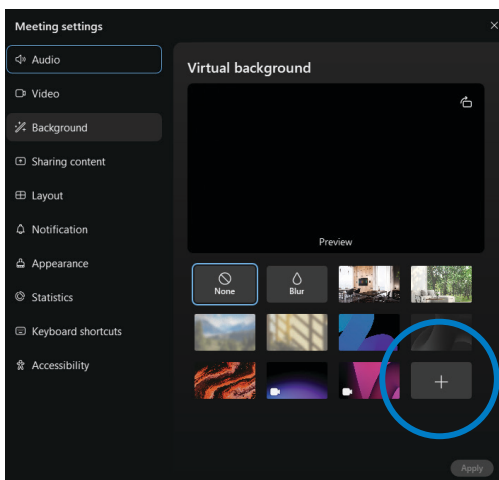 Meeting settings
Audio
Video
Background
Sharing content
Layout
Notification
Appearance
Statistics
Keyboard shortcuts
Accessibility
Virtual background
Preview
None
Blur
Apply